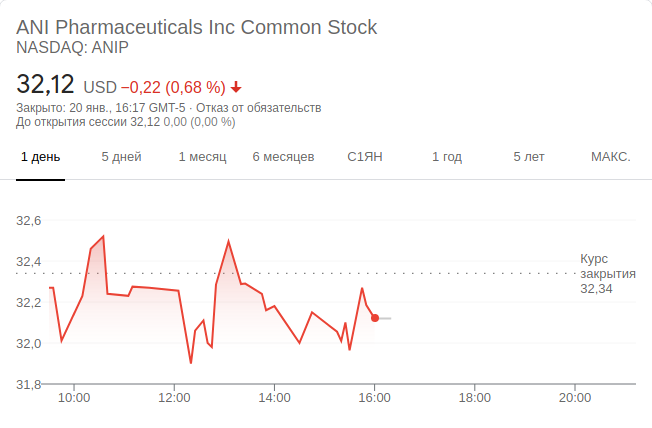 ANI Pharmaceuticals Inc Common Stock
NASDAQ: ANIP
32,12 USD −0,22 (0,68 %)
Закрыто: 20 янв., 16:17 GMT-5 · Отказ от обязательств
До открытия сессии 32,12 0,00 (0,00 %)
1 день 5 дней 1 месяц 6 месяцев С1ЯН 1 год 5 лет МАКС.
32,6
32,4
32,2
32,0
31,8
Курс
закрытия
32,34
10:00 12:00 14:00 16:00 18:00 20:00